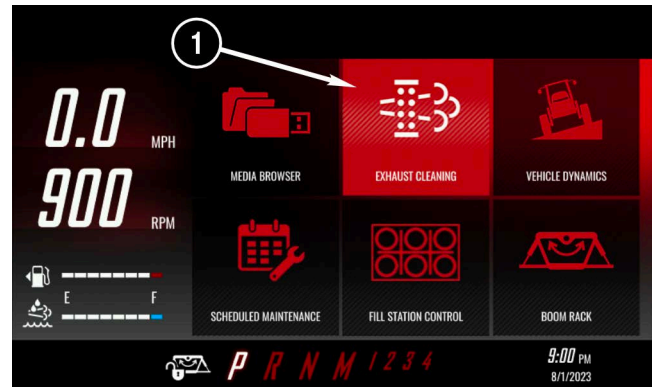 1
0.0 MPH
MEDIA BROWSER
EXHAUST CLEANING
VEHICLE DYNAMICS
900 RPM
E F
SCHEDULED MAINTENANCE
FILL STATION CONTROL
BOOM RACK
P R N M 1 2 3 4
9:00 PM
8/1/2023